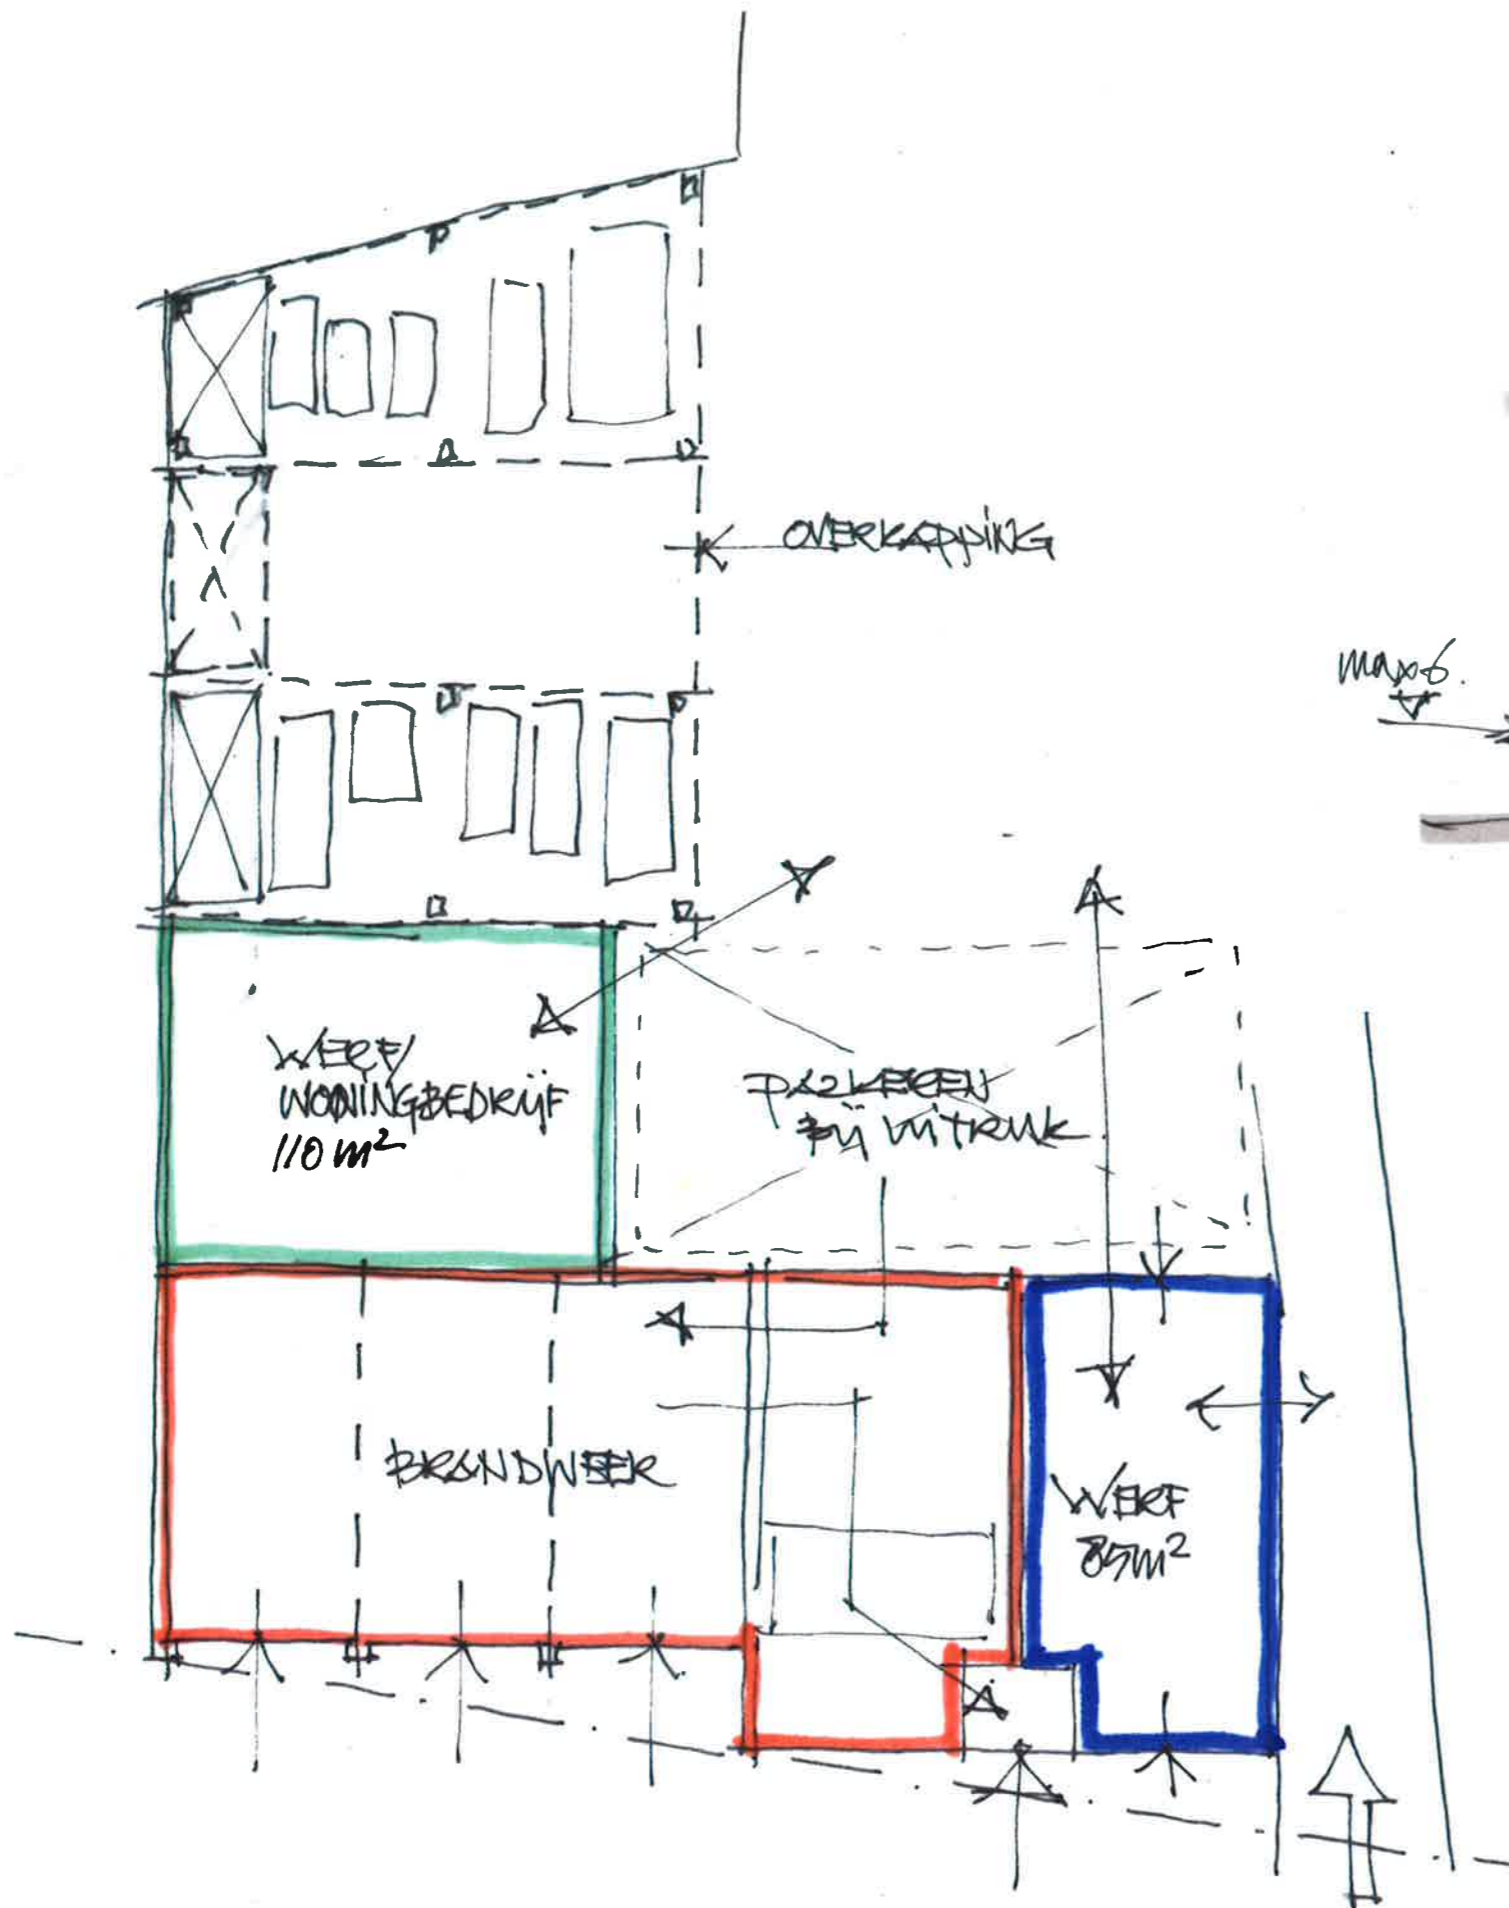 OVERKAPPING
max 6.
WERF/
WONINGBEDRIJF
110 m²
PARKEREN
BIJ UITRUK
BRANDWEER
WERF
85m²